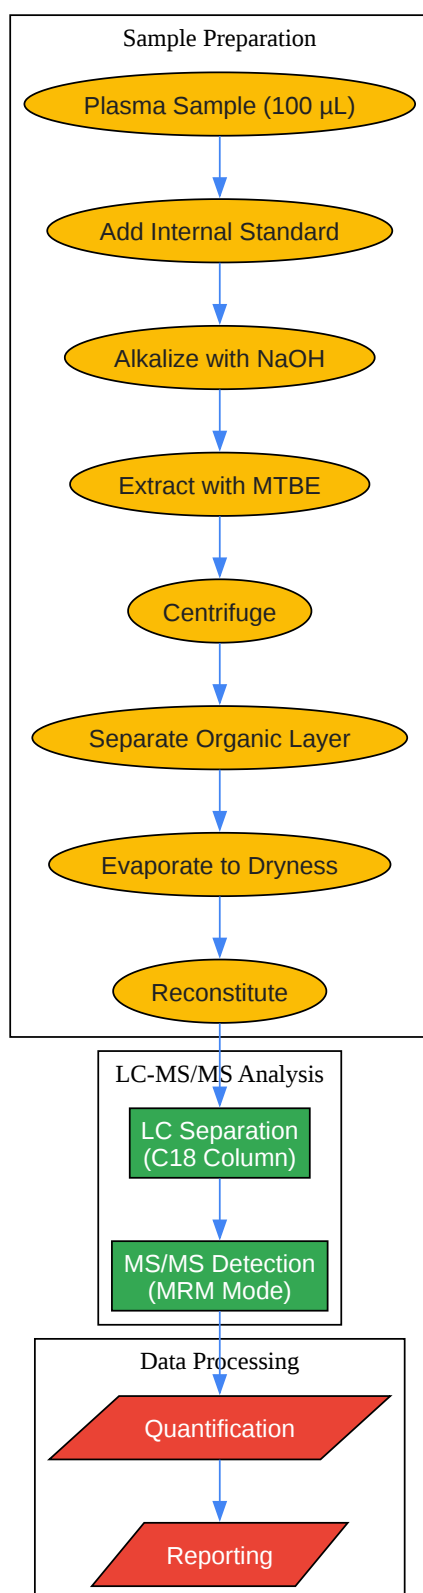 Sample Preparation
Plasma Sample (100 µL)
Add Internal Standard
Alkalize with NaOH
Extract with MTBE
Centrifuge
Separate Organic Layer
Evaporate to Dryness
Reconstitute
LC-MS/MS Analysis
LC Separation
(C18 Column)
MS/MS Detection
(MRM Mode)
Data Processing
Quantification
Reporting